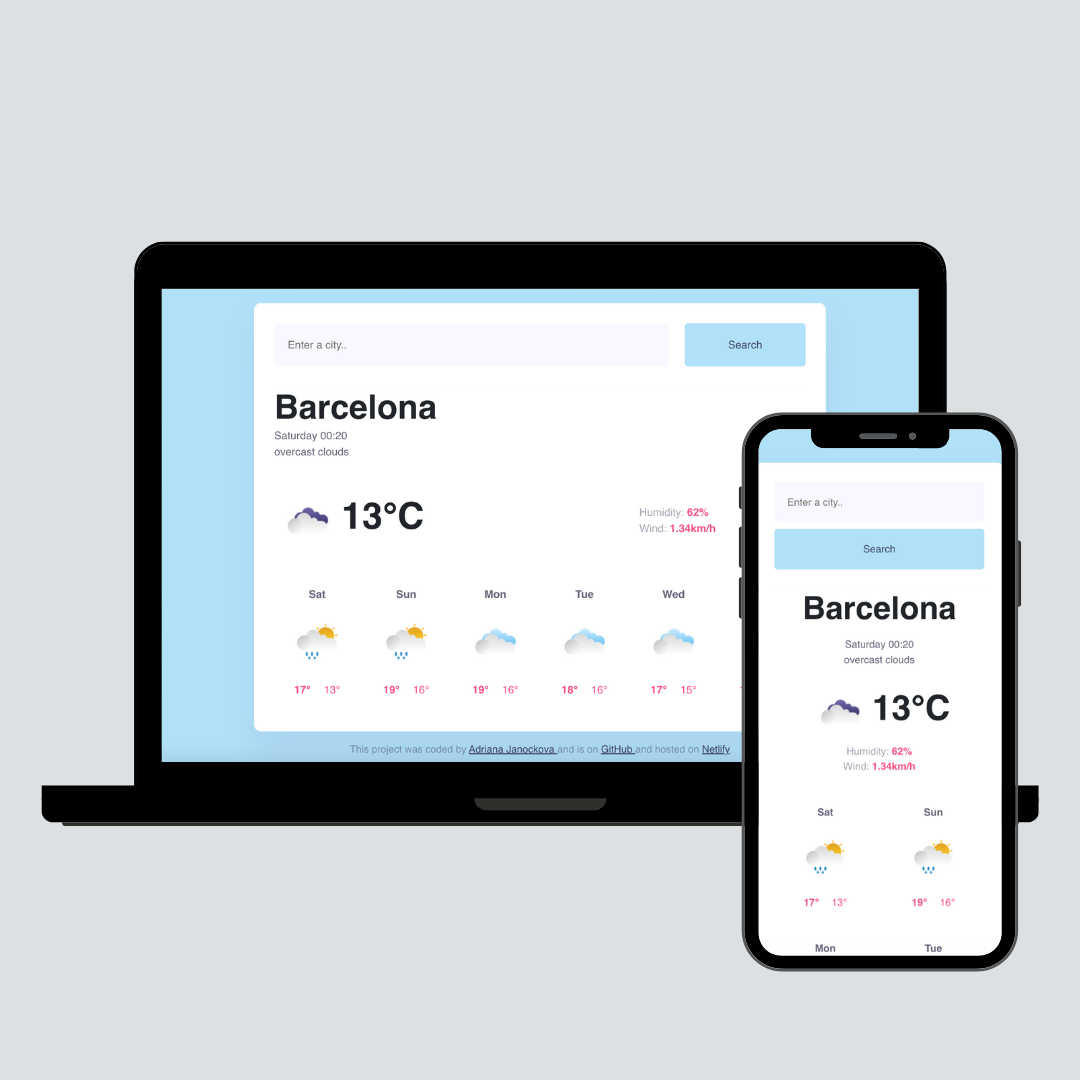 Enter a city..
Search
Barcelona
Saturday 00:20
overcast clouds
13°C
Humidity: 62%
Wind: 1.34km/h
Sat Sun Mon Tue Wed
17° 13° 19° 16° 19° 16° 18° 16° 17° 15°
This project was coded by Adriana Janockova and is on GitHub and hosted on Netlify
Enter a city..
Search
Barcelona
Saturday 00:20
overcast clouds
13°C
Humidity: 62%
Wind: 1.34km/h
Sat Sun
17° 13° 19° 16°
Mon Tue